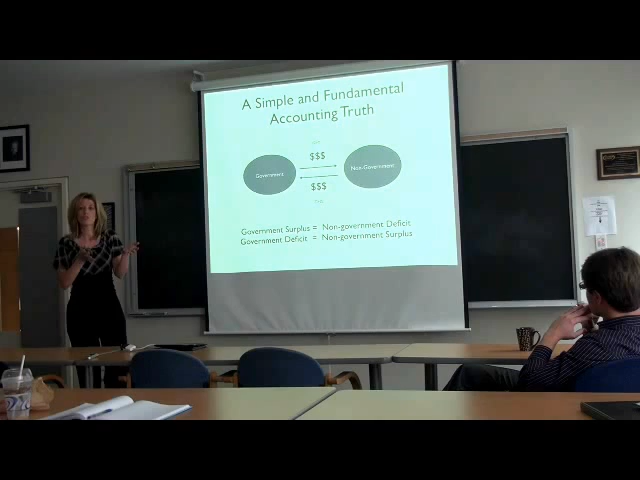 A Simple and Fundamental
Accounting Truth
$$$
Government
Non-Government
$$$
Government Surplus = Non-government Deficit
Government Deficit = Non-government Surplus